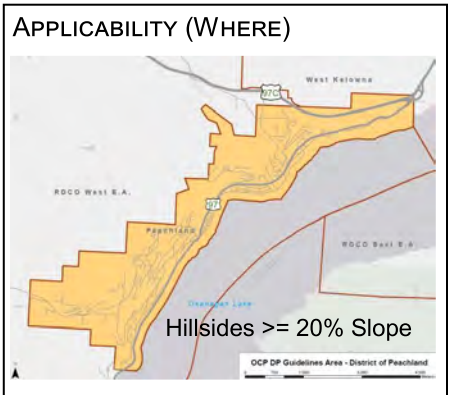 APPLICABILITY (WHERE)
West Kelowna
97C
RDCO West E.A.
97
Peachland
RDCO East E.A.
Okanagan Lake
Hillsides >= 20% Slope
OCP DP Guidelines Area - District of Peachland